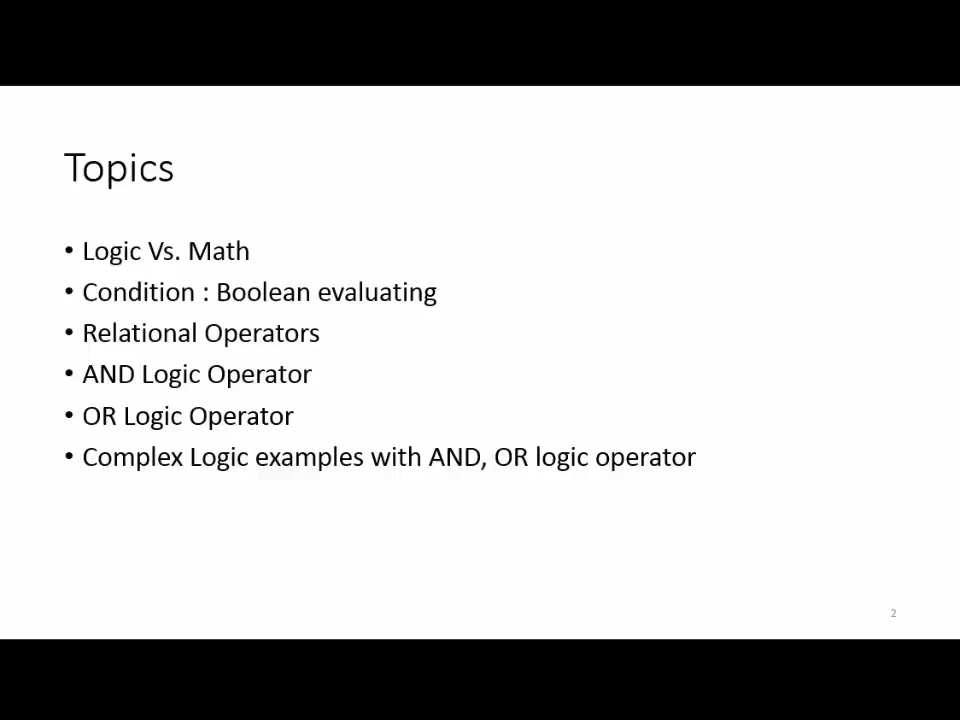 Topics
• Logic Vs. Math
• Condition : Boolean evaluating
• Relational Operators
• AND Logic Operator
• OR Logic Operator
• Complex Logic examples with AND, OR logic operator
2